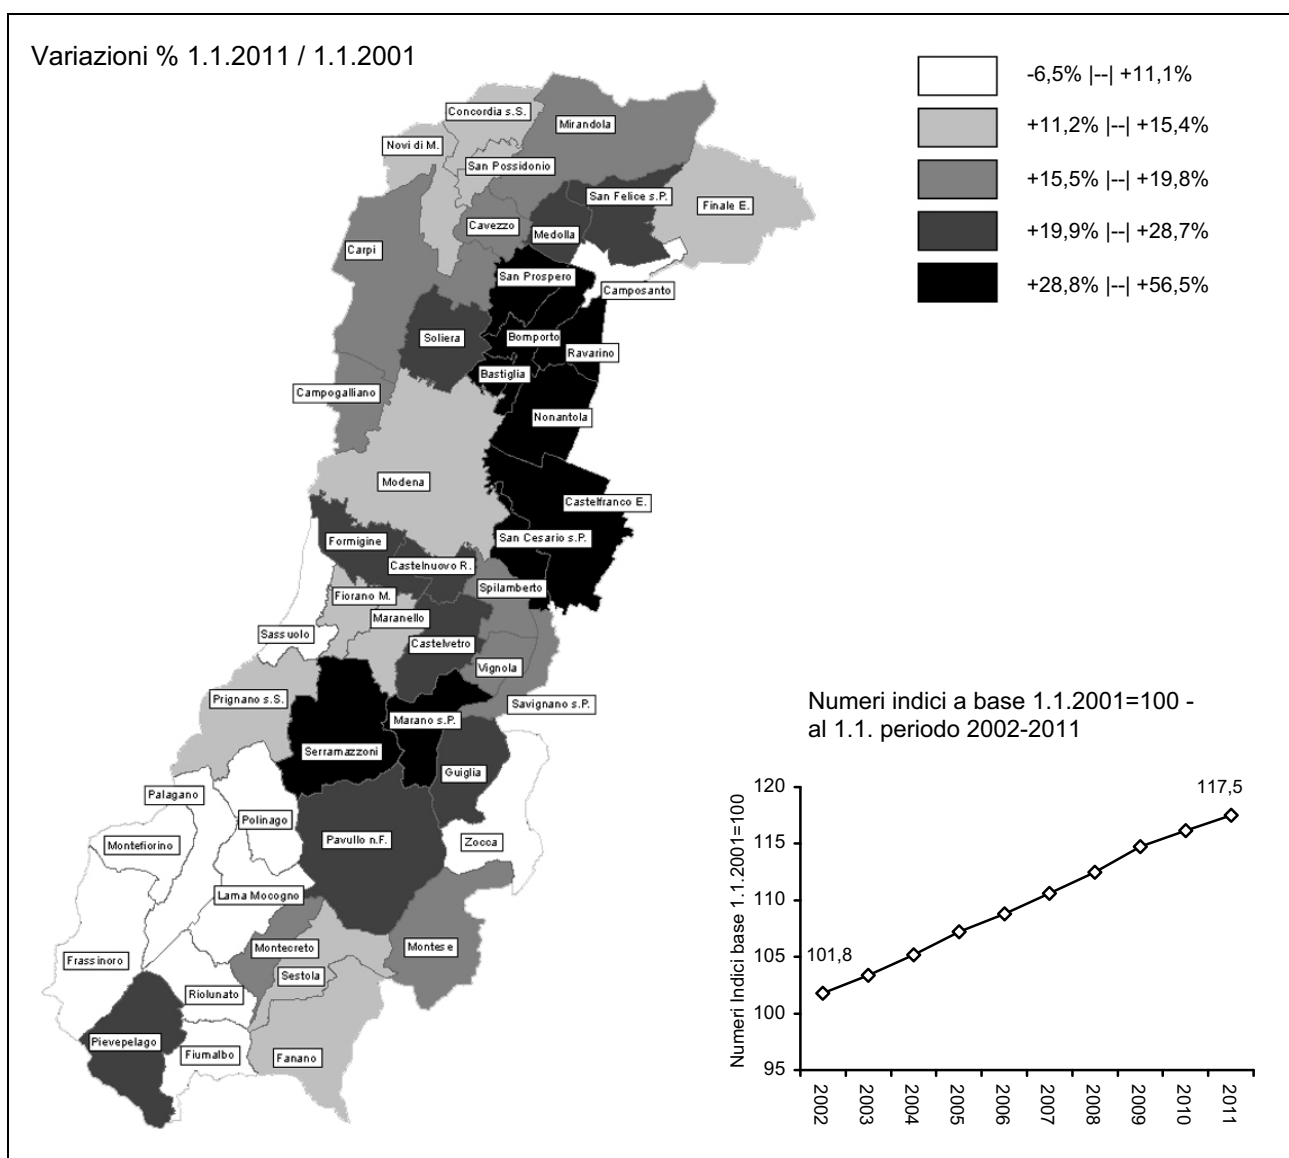 Variazioni % 1.1.2011 / 1.1.2001
-6,5% |--| +11,1%
+11,2% |--| +15,4%
+15,5% |--| +19,8%
+19,9% |--| +28,7%
+28,8% |--| +56,5%
Concordia s.S.
Mirandola
Novi di M.
San Possidonio
San Felice s.P.
Finale E.
Cavezzo
Medolla
Carpi
San Prospero
Camposanto
Soliera
Bomporto
Ravarino
Bastiglia
Campogalliano
Nonantola
Modena
Castelfranco E.
San Cesario s.P.
Formigine
Castelnuovo R.
Spilamberto
Fiorano M.
Maranello
Sassuolo
Castelvetro
Vignola
Prignano s.S.
Savignano s.P.
Marano s.P.
Serramazzoni
Guiglia
Palagano
Polinago
Pavullo n.F.
Zocca
Montefiorino
Lama Mocogno
Montecreto
Montese
Frassinoro
Sestola
Riolunato
Pievepelago
Fiumalbo
Fanano
Numeri indici a base 1.1.2001=100 -
al 1.1. periodo 2002-2011
Numeri Indici base 1.1.2001=100
120
115
110
105
100
95
101,8
117,5
2002
2003
2004
2005
2006
2007
2008
2009
2010
2011